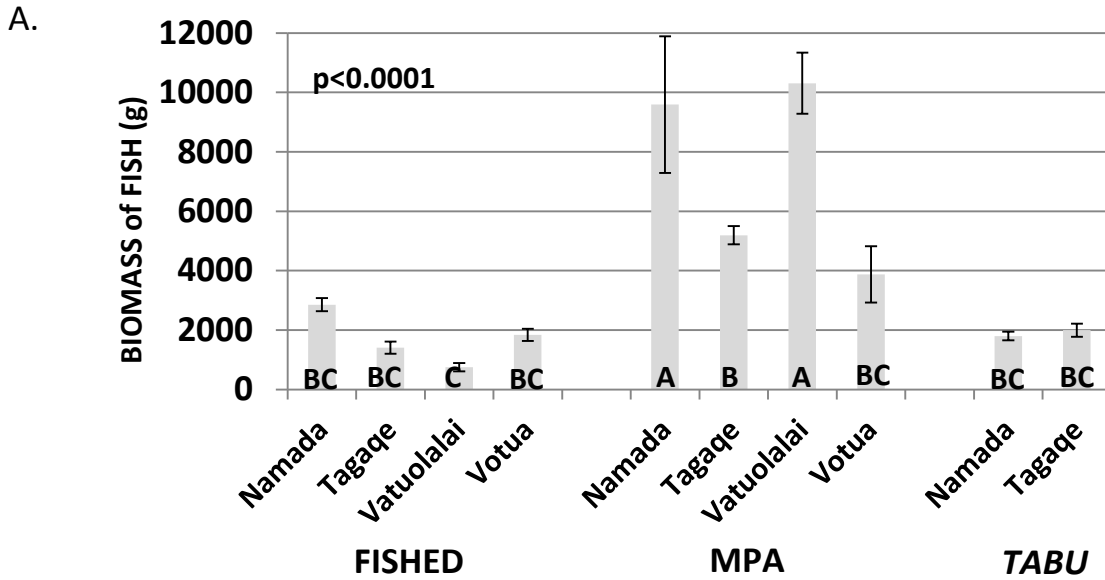 A.
BIOMASS of FISH (g)
12000
10000
8000
6000
4000
2000
0
p<0.0001
BC BC C BC A B A BC BC BC
Namada Tagaqe Vatuolalai Votua Namada Tagaqe Vatuolalai Votua Namada Tagaqe
FISHED MPA TABU